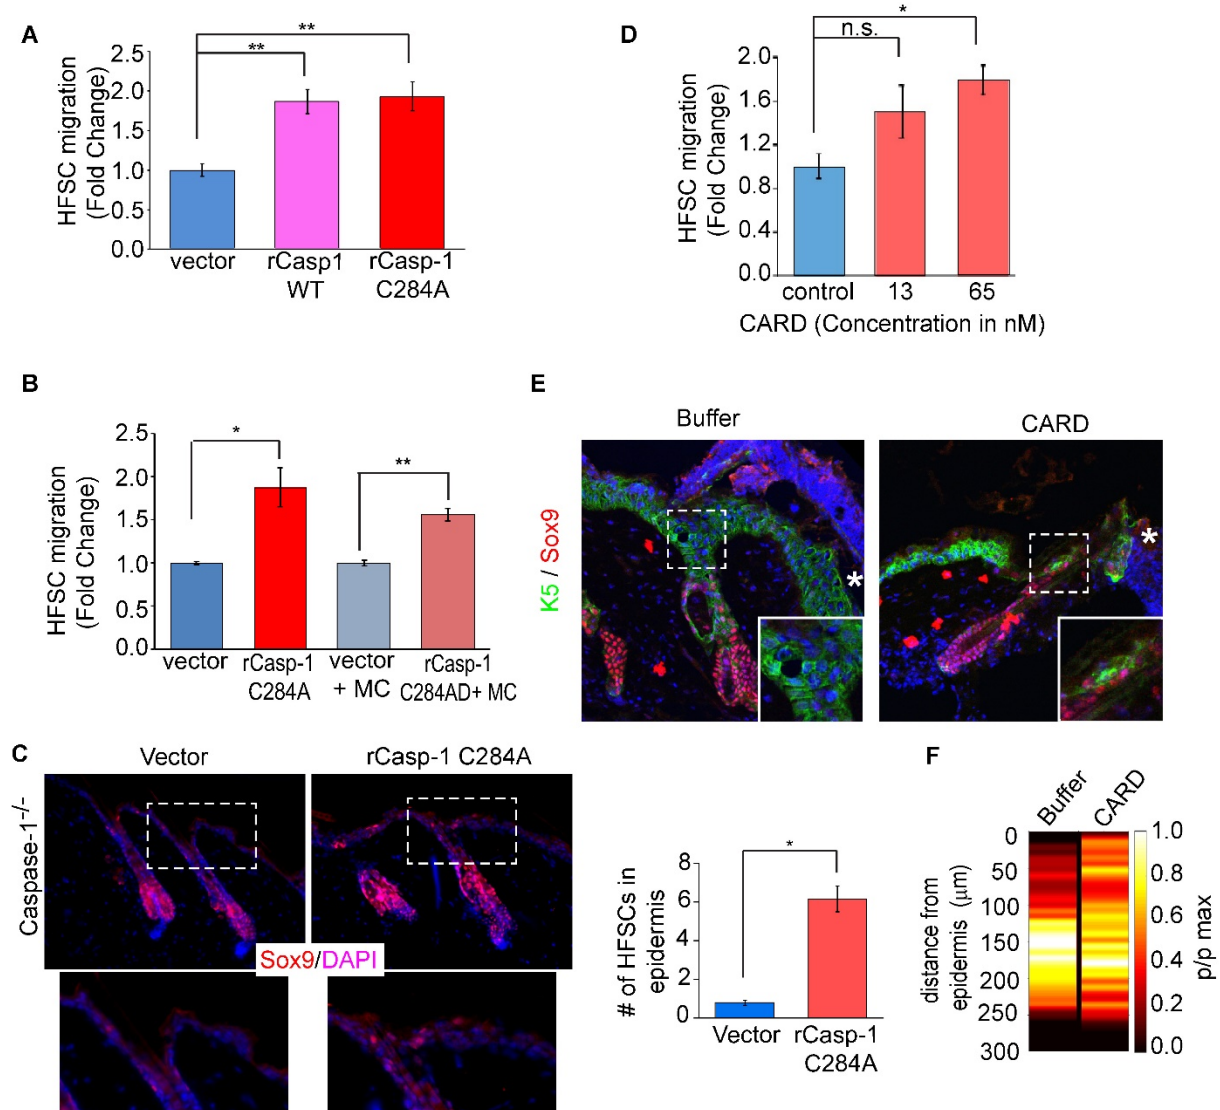 A
HFSC migration
(Fold Change)
2.5
2.0
1.5
1.0
0.5
0.0
**
**
vector
rCasp1
WT
rCasp-1
C284A
D
HFSC migration
(Fold Change)
2.0
1.6
1.2
0.8
0.4
0.0
*
n.s.
control
13
65
CARD (Concentration in nM)
B
HFSC migration
(Fold Change)
2.5
2.0
1.5
1.0
0.5
0.0
*
**
vector
rCasp-1
C284A
vector
+ MC
rCasp-1
C284AD+ MC
E
Buffer
CARD
K5 / Sox9
*
*
C
Vector
rCasp-1 C284A
Caspase-1-/-
Sox9/DAPI
# of HFSCs in
epidermis
8
6
4
2
0
*
Vector
rCasp-1
C284A
F
Buffer
CARD
distance from
epidermis (μm)
0
50
100
150
200
250
300
1.0
0.8
0.6
0.4
0.2
0.0
p/p max